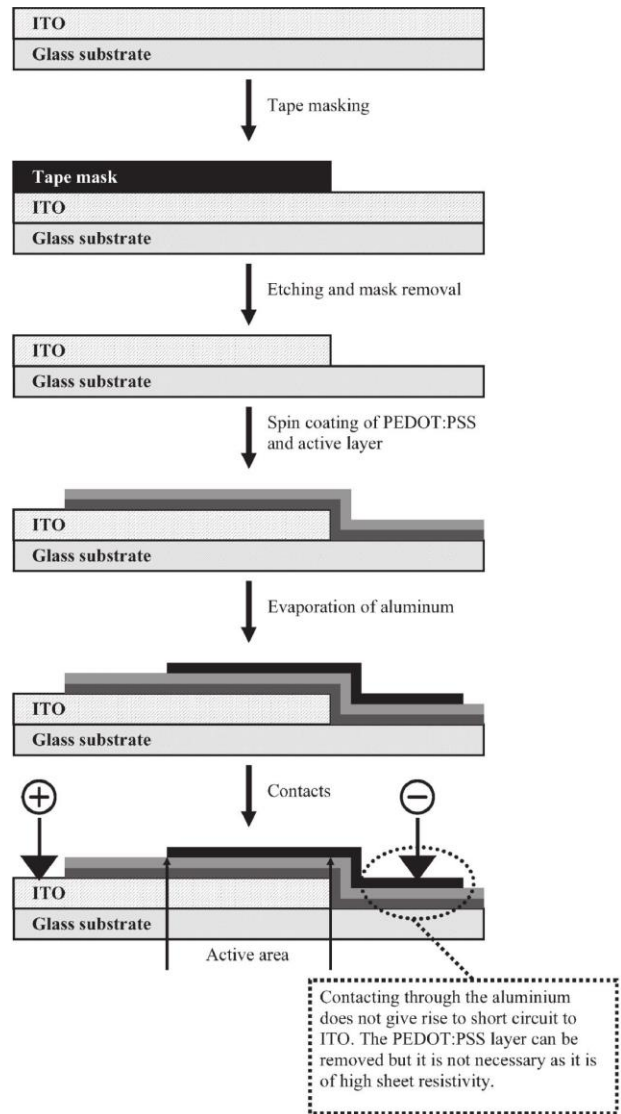 ITO
Glass substrate
Tape masking
Tape mask
ITO
Glass substrate
Etching and mask removal
ITO
Glass substrate
Spin coating of PEDOT:PSS
and active layer
ITO
Glass substrate
Evaporation of aluminum
ITO
Glass substrate
Contacts
+
−
ITO
Glass substrate
Active area
Contacting through the aluminium
does not give rise to short circuit to
ITO. The PEDOT:PSS layer can be
removed but it is not necessary as it is
of high sheet resistivity.